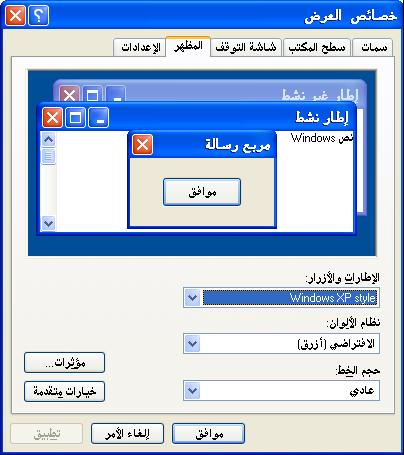 خصائص العرض
سمات
سطح المكتب
شاشة التوقف
المظهر
الإعدادات
إطار غير نشط
إطار نشط
نص Windows
مربع رسالة
موافق
الإطارات والأزرار:
Windows XP style
نظام الألوان:
الافتراضي (أزرق)
حجم الخط:
عادي
مؤثرات...
خيارات متقدمة
موافق
إلغاء الأمر
تطبيق